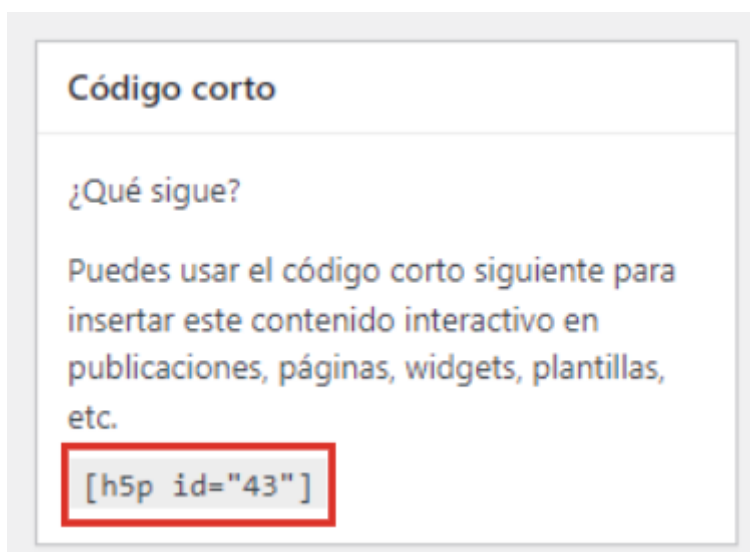 Código corto
¿Qué sigue?
Puedes usar el código corto siguiente para
insertar este contenido interactivo en
publicaciones, páginas, widgets, plantillas,
etc.
[h5p id="43"]